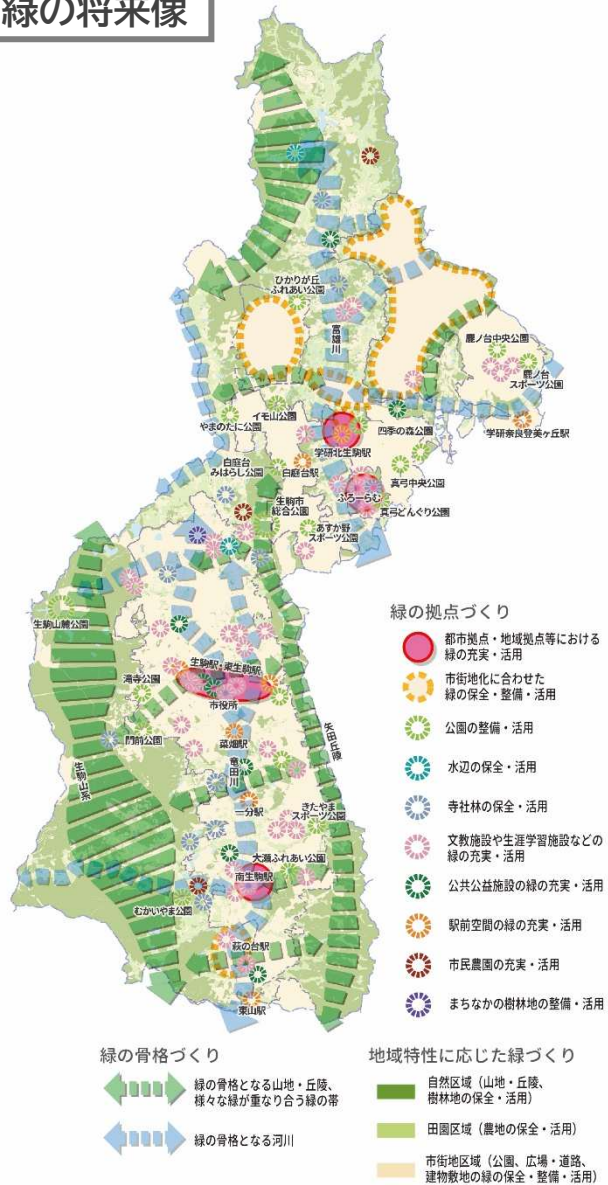 緑の将来像
ひかりが丘
ふれあい公園
富雄川
鹿ノ台中央公園
鹿ノ台
スポーツ公園
イモ山公園
やまのたに公園
学研北生駒駅
四季の森公園
学研奈良登美ヶ丘駅
白庭台
みはらし公園
白庭台駅
生駒市
総合公園
ふろーらむ
真弓中央公園
真弓どんぐり公園
あすか野
スポーツ公園
生駒山麓公園
滝寺公園
生駒駅・東生駒駅
市役所
門前公園
菜畑駅
矢田丘陵
生駒山系
竜田川
一分駅
きたやま
スポーツ公園
大瀬ふれあい公園
南生駒駅
むかいやま公園
萩の台駅
東山駅
緑の拠点づくり
都市拠点・地域拠点等における
緑の充実・活用
市街地化に合わせた
緑の保全・整備・活用
公園の整備・活用
水辺の保全・活用
寺社林の保全・活用
文教施設や生涯学習施設などの
緑の充実・活用
公共公益施設の緑の充実・活用
駅前空間の緑の充実・活用
市民農園の充実・活用
まちなかの樹林地の整備・活用
緑の骨格づくり
緑の骨格となる山地・丘陵、
様々な緑が重なり合う緑の帯
緑の骨格となる河川
地域特性に応じた緑づくり
自然区域（山地・丘陵、
樹林地の保全・活用）
田園区域（農地の保全・活用）
市街地区域（公園、広場・道路、
建物敷地の緑の保全・整備・活用）